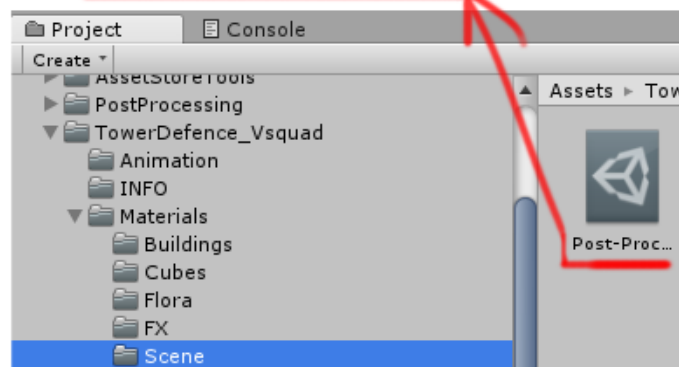 Project
Console
Create
AssetStoreTools
Assets ▸ Tow
PostProcessing
TowerDefence_Vsquad
Animation
INFO
Materials
Buildings
Post-Proc...
Cubes
Flora
FX
Scene